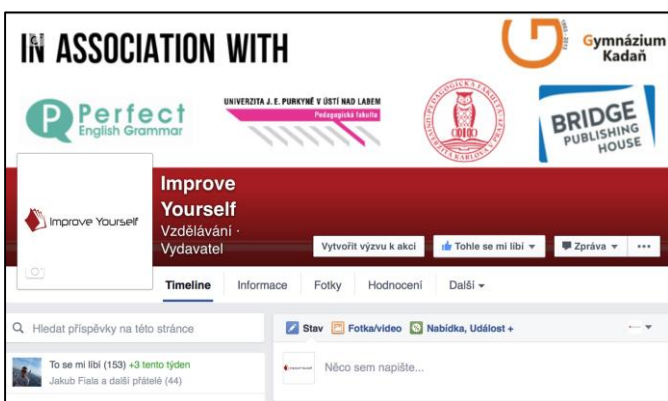 IN ASSOCIATION WITH
Gymnázium
Kadaň
Perfect
English Grammar
UNIVERZITA J. E. PURKYNĚ V ÚSTÍ NAD LABEM
Pedagogická fakulta
BRIDGE
PUBLISHING
HOUSE
Improve Yourself
Improve
Yourself
Vzdělávání ·
Vydavatel
Vytvořit výzvu k akci
Tohle se mi líbí
Zpráva
Timeline Informace Fotky Hodnocení Další
Hledat příspěvky na této stránce
To se mi líbí (153) +3 tento týden
Jakub Fiala a další přátelé (44)
Stav Fotka/video Nabídka, Událost +
Něco sem napište...